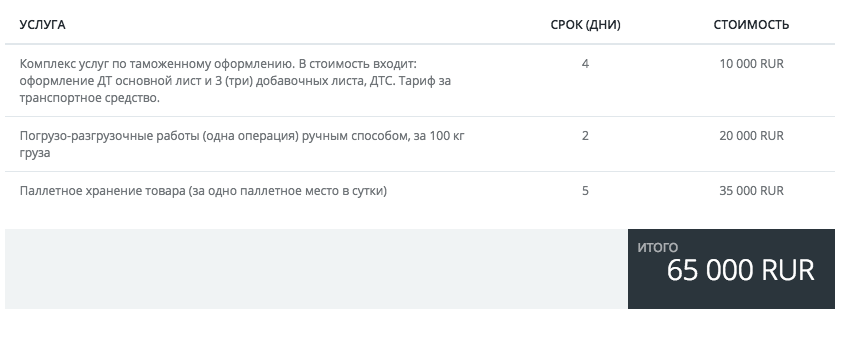 УСЛУГА СРОК (ДНИ) СТОИМОСТЬ
Комплекс услуг по таможенному оформлению. В стоимость входит: 4 10 000 RUR
оформление ДТ основной лист и 3 (три) добавочных листа, ДТС. Тариф за
транспортное средство.
Погрузо-разгрузочные работы (одна операция) ручным способом, за 100 кг 2 20 000 RUR
груза
Паллетное хранение товара (за одно паллетное место в сутки) 5 35 000 RUR
ИТОГО
65 000 RUR